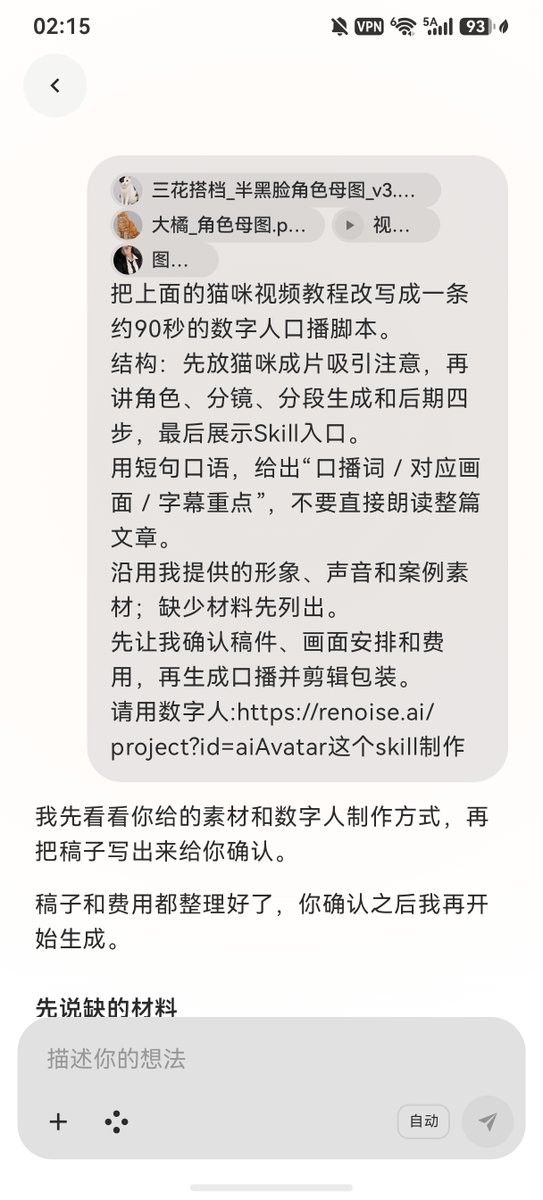 02:15
VPN
6
5A
93
三花搭档_半黑脸角色母图_v3....
大橘_角色母图.p...
视...
图...
把上面的猫咪视频教程改写成一条
约90秒的数字人口播脚本。
结构：先放猫咪成片吸引注意，再
讲角色、分镜、分段生成和后期四
步，最后展示Skill入口。
用短句口语，给出“口播词 / 对应画
面 / 字幕重点”，不要直接朗读整篇
文章。
沿用我提供的形象、声音和案例素
材；缺少材料先列出。
先让我确认稿件、画面安排和费
用，再生成口播并剪辑包装。
请用数字人:https://renoise.ai/
project?id=aiAvatar这个skill制作
我先看看你给的素材和数字人制作方式，再
把稿子写出来给你确认。
稿子和费用都整理好了，你确认之后我再开
始生成。
先说缺的材料
描述你的想法
自动